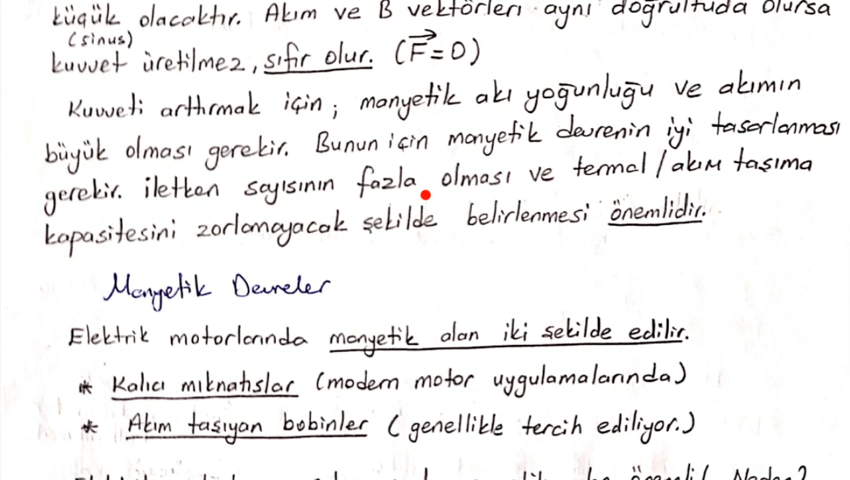 küçük olacaktır. Akım ve B vektörleri aynı doğrultuda olursa
(sinus)
kuvvet üretilmez, sıfır olur. (F⃗=0)
Kuvveti arttırmak için; manyetik akı yoğunluğu ve akımın
büyük olması gerekir. Bunun için manyetik devrenin iyi tasarlanması
gerekir. iletken sayısının fazla olması ve termal/akım taşıma
kapasitesini zorlamayacak şekilde belirlenmesi önemlidir.
Manyetik Devreler
Elektrik motorlarında manyetik alan iki şekilde edilir.
* Kalıcı mıknatıslar (modern motor uygulamalarında)
* Akım taşıyan bobinler (genellikle tercih ediliyor.)
Neden?